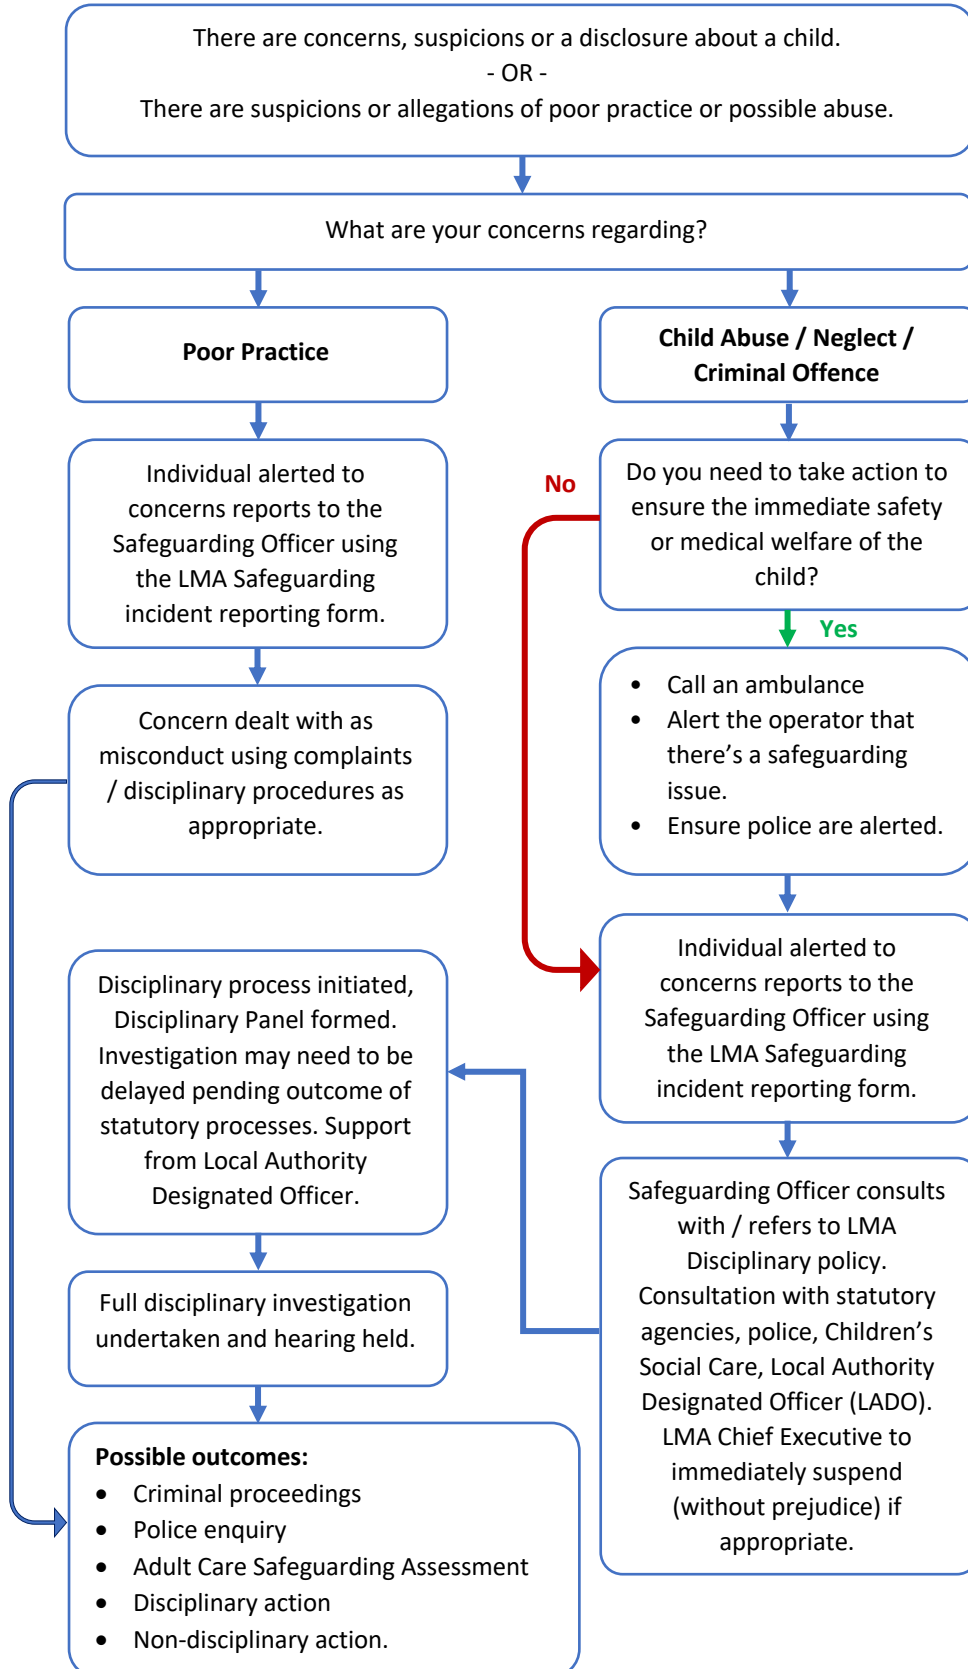 There are concerns, suspicions or a disclosure about a child.
- OR -
There are suspicions or allegations of poor practice or possible abuse.
What are your concerns regarding?
Poor Practice
Individual alerted to
concerns reports to the
Safeguarding Officer using
the LMA Safeguarding
incident reporting form.
Concern dealt with as
misconduct using complaints
/ disciplinary procedures as
appropriate.
Child Abuse / Neglect /
Criminal Offence
Do you need to take action to
ensure the immediate safety
or medical welfare of the
child?
No
Yes
• Call an ambulance
• Alert the operator that
there’s a safeguarding
issue.
• Ensure police are alerted.
Individual alerted to
concerns reports to the
Safeguarding Officer using
the LMA Safeguarding
incident reporting form.
Safeguarding Officer consults
with / refers to LMA
Disciplinary policy.
Consultation with statutory
agencies, police, Children’s
Social Care, Local Authority
Designated Officer (LADO).
LMA Chief Executive to
immediately suspend
(without prejudice) if
appropriate.
Disciplinary process initiated,
Disciplinary Panel formed.
Investigation may need to be
delayed pending outcome of
statutory processes. Support
from Local Authority
Designated Officer.
Full disciplinary investigation
undertaken and hearing held.
Possible outcomes:
• Criminal proceedings
• Police enquiry
• Adult Care Safeguarding Assessment
• Disciplinary action
• Non-disciplinary action.